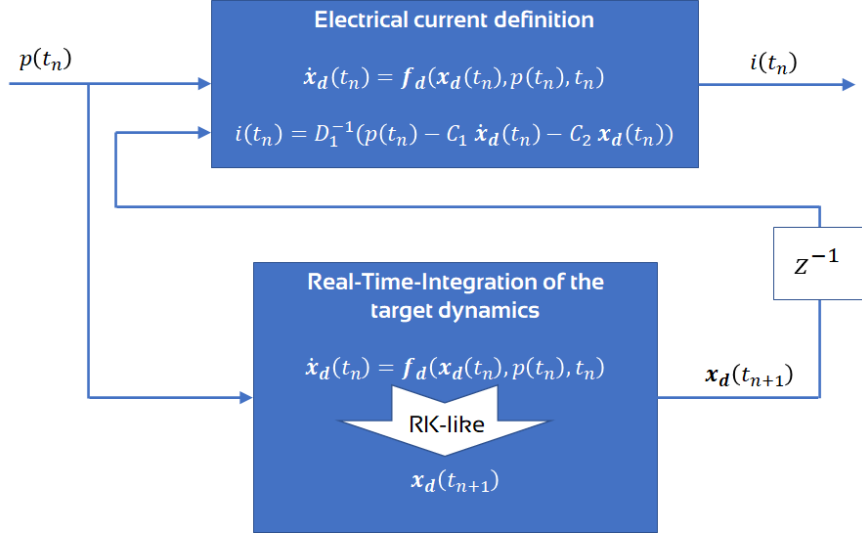 Electrical current definition
p(tₙ)
ẋ_d(tₙ) = f_d(x_d(tₙ), p(tₙ), tₙ)
i(tₙ)
i(tₙ) = D₁⁻¹(p(tₙ) − C₁ ẋ_d(tₙ) − C₂ x_d(tₙ))
Z⁻¹
Real-Time-Integration of the
target dynamics
ẋ_d(tₙ) = f_d(x_d(tₙ), p(tₙ), tₙ)
x_d(tₙ₊₁)
RK-like
x_d(tₙ₊₁)